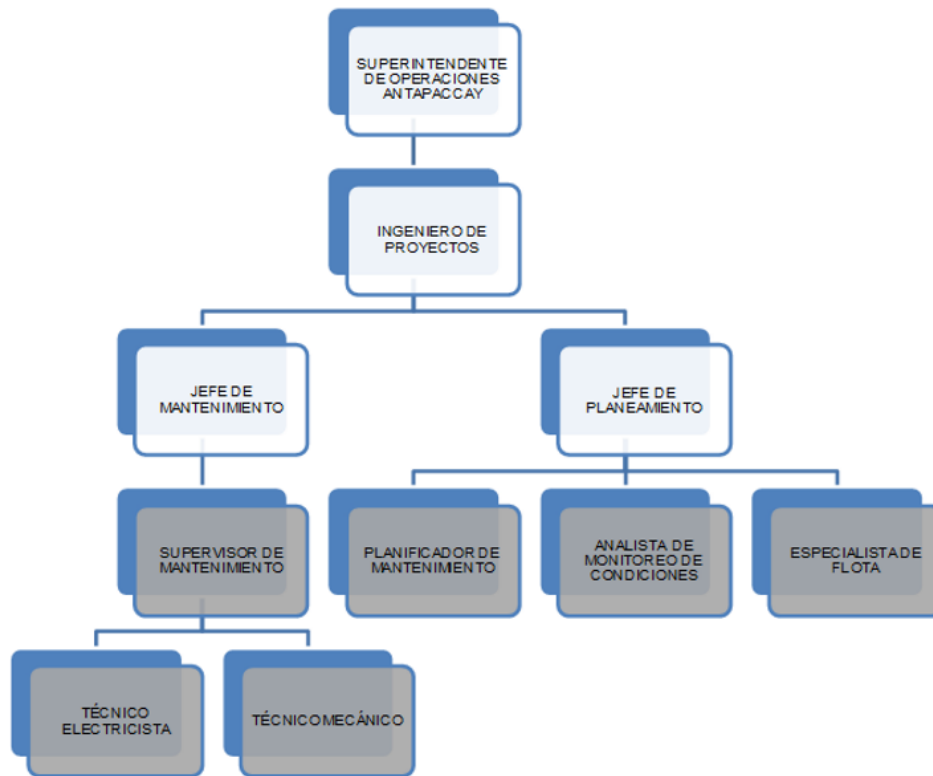 SUPERINTENDENTE
DE OPERACIONES
ANTAPACCAY
INGENIERO DE
PROYECTOS
JEFE DE
MANTENIMIENTO
JEFE DE
PLANEAMIENTO
SUPERVISOR DE
MANTENIMIENTO
PLANIFICADOR DE
MANTENIMIENTO
ANALISTA DE
MONITOREO DE
CONDICIONES
ESPECIALISTA DE
FLOTA
TÉCNICO
ELECTRICISTA
TÉCNICO MECÁNICO